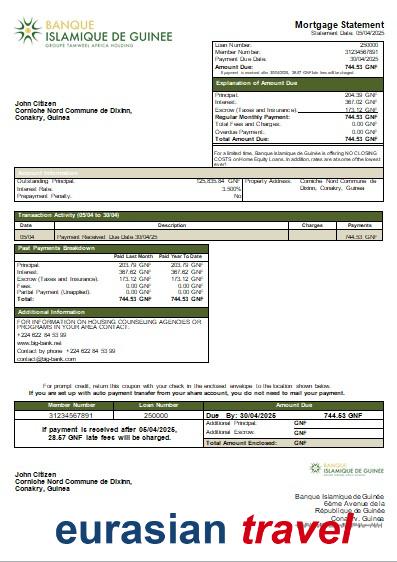 BANQUE
ISLAMIQUE DE GUINEE
GROUPE TAMWEEL AFRICA HOLDING
Mortgage Statement
Statement Date: 05/04/2025
Loan Number: 250000
Member Number: 31234567891
Payment Due Date: 30/04/2025
Amount Due: 744.53 GNF
If payment is received after 30/04/2025, 28.57 GNF late fees will be charged.
Explanation of Amount Due
Principal: 204.39 GNF
Interest: 367.02 GNF
Escrow (Taxes and Insurance): 173.12 GNF
Regular Monthly Payment: 744.53 GNF
Total Fees and Charges: 0.00 GNF
Overdue Payment: 0.00 GNF
Total Amount Due: 744.53 GNF
John Citizen
Corniche Nord Commune de Dixinn,
Conakry, Guinea
For a limited time, Banque Islamique de Guinee is offering NO CLOSING
COSTS on Home Equity Loans. In addition, rates are as some of the lowest
ever!
Account Information
Outstanding Principal: 125,835.84 GNF
Interest Rate: 3.500%
Prepayment Penalty: No
Property Address: Corniche Nord Commune de
Dixinn, Conakry, Guinea
Transaction Activity (05/04 to 30/04)
Date Description Charges Payments
05/04 Payment Received Due Date 30/04/25 744.53 GNF
Past Payments Breakdown
Paid Last Month Paid Year To Date
Principal: 203.79 GNF 203.79 GNF
Interest: 367.62 GNF 367.62 GNF
Escrow (Taxes and Insurance): 173.12 GNF 173.12 GNF
Fees: 0.00 GNF 0.00 GNF
Partial Payment (Unapplied): 0.00 GNF 0.00 GNF
Total: 744.53 GNF 744.53 GNF
Additional Information
FOR INFORMATION ON HOUSING COUNSELING AGENCIES OR
PROGRAMS IN YOUR AREA CONTACT:
+224 622 84 53 99
www.big-bank.net
Contact by phone +224 622 84 53 99
contact@big-bank.com
For prompt credit, return this coupon with your check in the enclosed envelope to the location shown below.
If you are set up with auto payment transfer from your share account, you do not need to mail your payment.
Member Number Loan Number Amount Due
31234567891 250000 Due By: 30/04/2025 744.53 GNF
If payment is received after 05/04/2025,
28.57 GNF late fees will be charged.
Additional Principal: GNF
Additional Escrow: GNF
Total Amount Enclosed: GNF
John Citizen
Corniche Nord Commune de Dixinn,
Conakry, Guinea
BANQUE
ISLAMIQUE DE GUINEE
Banque Islamique de Guinée
6ème Avenue de la
République de Guinée
Conakry, Guinee
eurasian travel